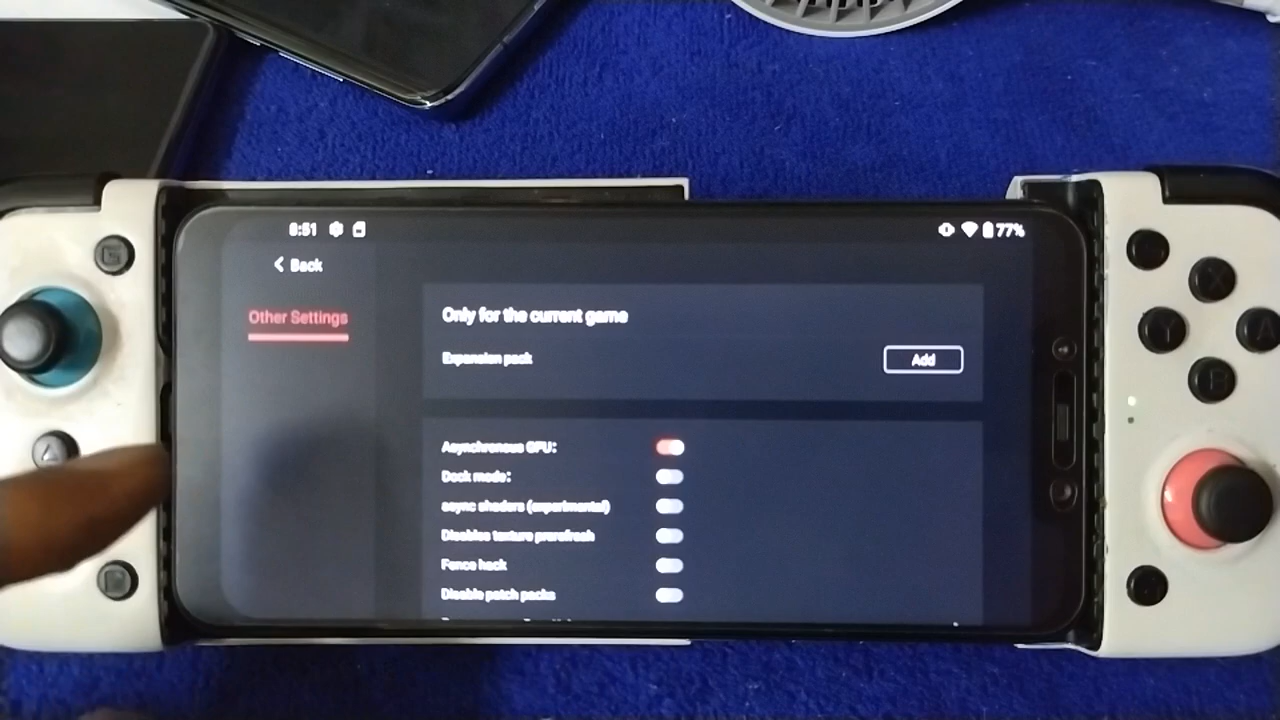 8:51
77%
Back
Other Settings
Only for the current game
Expansion pack
Add
Asynchronous GPU:
Dock mode:
async shaders (experimental)
Disables texture prerefresh
Fence hack
Disable patch packs
X
Y
A
B